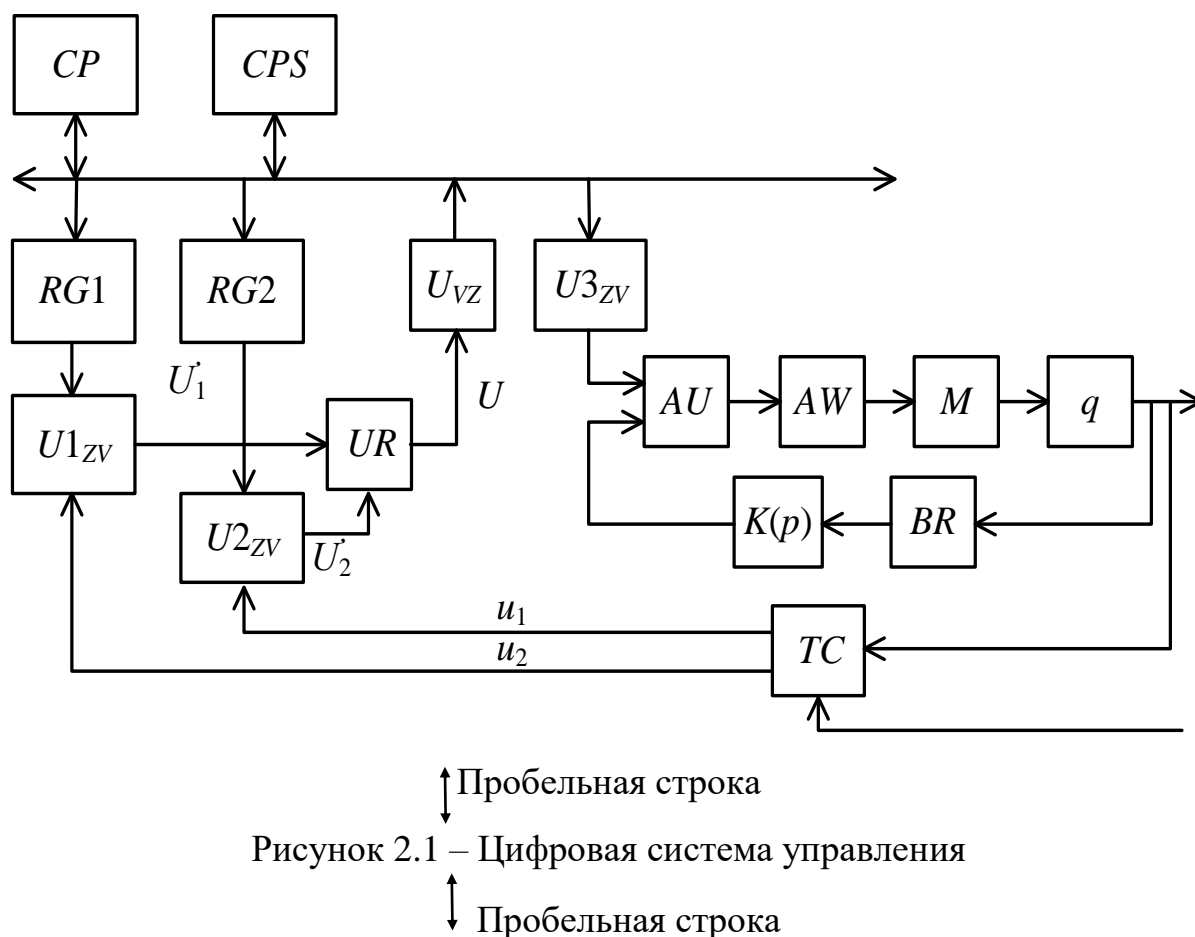 CP CPS
RG1 RG2 U_VZ U3_ZV
U'_1 U
AU AW M q
U1_ZV UR
K(p) BR
U2_ZV U'_2
u_1
u_2 TC
Пробельная строка
Рисунок 2.1 – Цифровая система управления
Пробельная строка